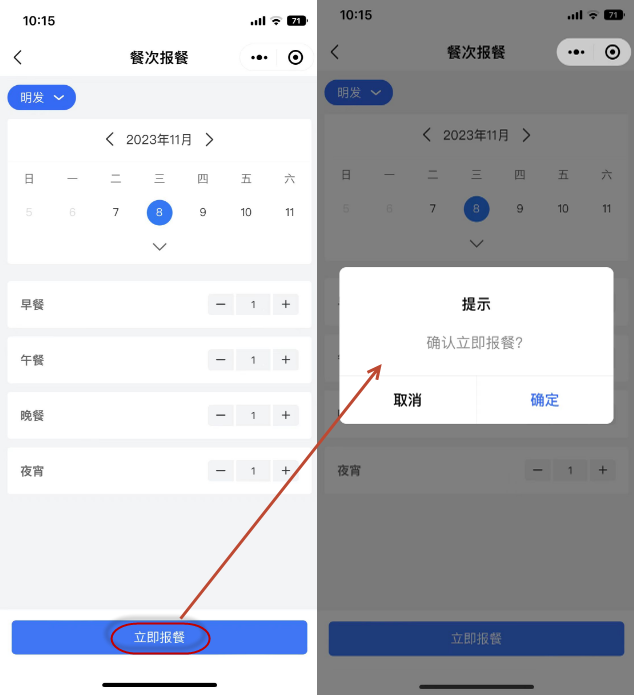 10:15
71
餐次报餐
明发
2023年11月
日 一 二 三 四 五 六
5 6 7 8 9 10 11
早餐 1
午餐 1
晚餐 1
夜宵 1
立即报餐
10:15
71
餐次报餐
明发
2023年11月
日 一 二 三 四 五 六
5 6 7 8 9 10 11
提示
确认立即报餐?
取消 确定
夜宵 1
立即报餐